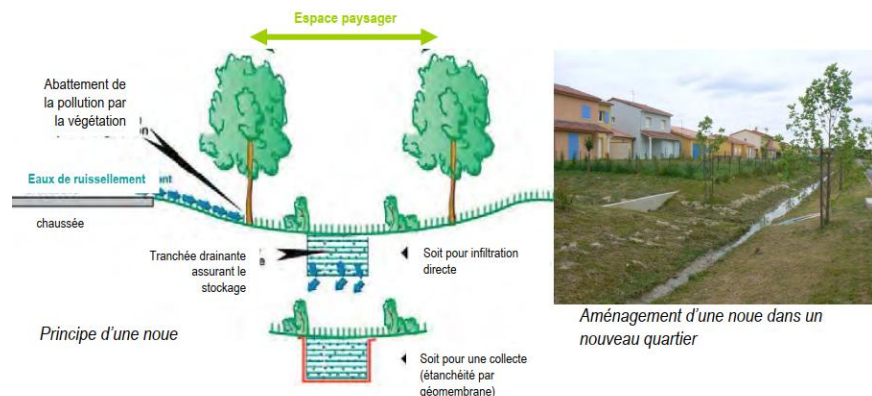 Espace paysager
Abattement de
la pollution par
la végétation
Eaux de ruissellement
chaussée
Tranchée drainante
assurant le
stockage
Soit pour infiltration
directe
Principe d'une noue
Soit pour une collecte
(étanchéité par
géomembrane)
Aménagement d'une noue dans un
nouveau quartier